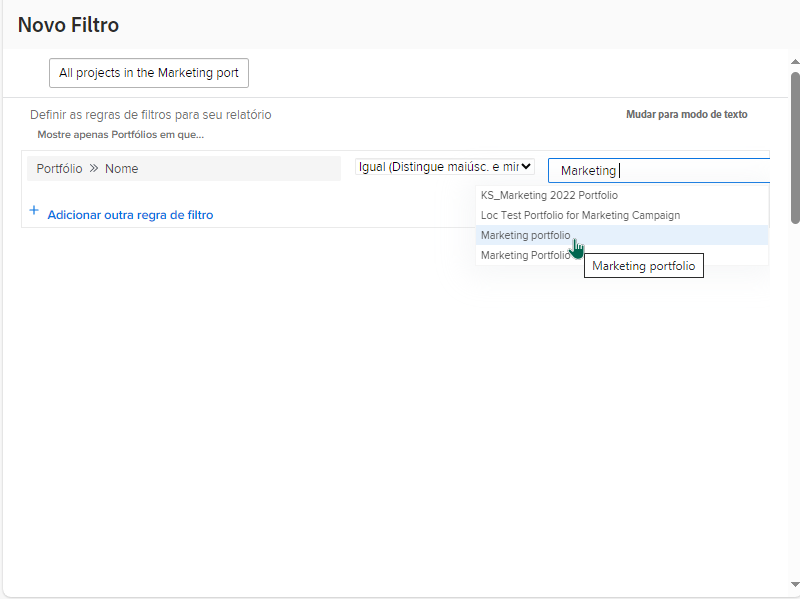 Novo Filtro
All projects in the Marketing port
Definir as regras de filtros para seu relatório
Mudar para modo de texto
Mostre apenas Portfólios em que...
Portfólio » Nome
Igual (Distingue maiúsc. e mir
Marketing
KS_Marketing 2022 Portfolio
Loc Test Portfolio for Marketing Campaign
Marketing portfolio
Marketing Portfolio
Marketing portfolio
+ Adicionar outra regra de filtro